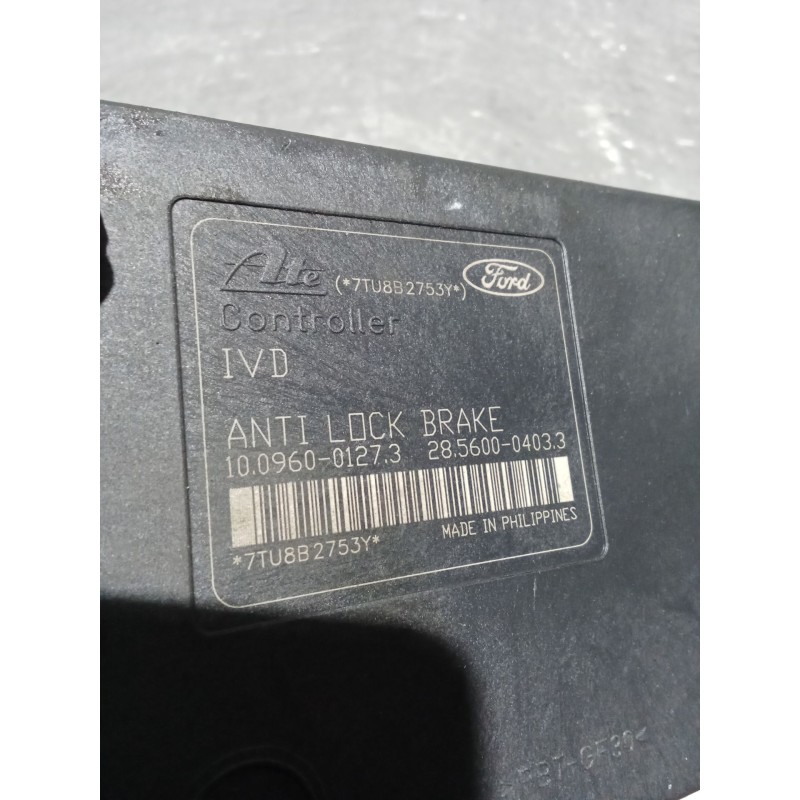 Ate (*7TU8B2753Y*) Ford
Controller
IVD
ANTI LOCK BRAKE
10.0960-0127.3 28.5600-0403.3
*7TU8B2753Y*
MADE IN PHILIPPINES